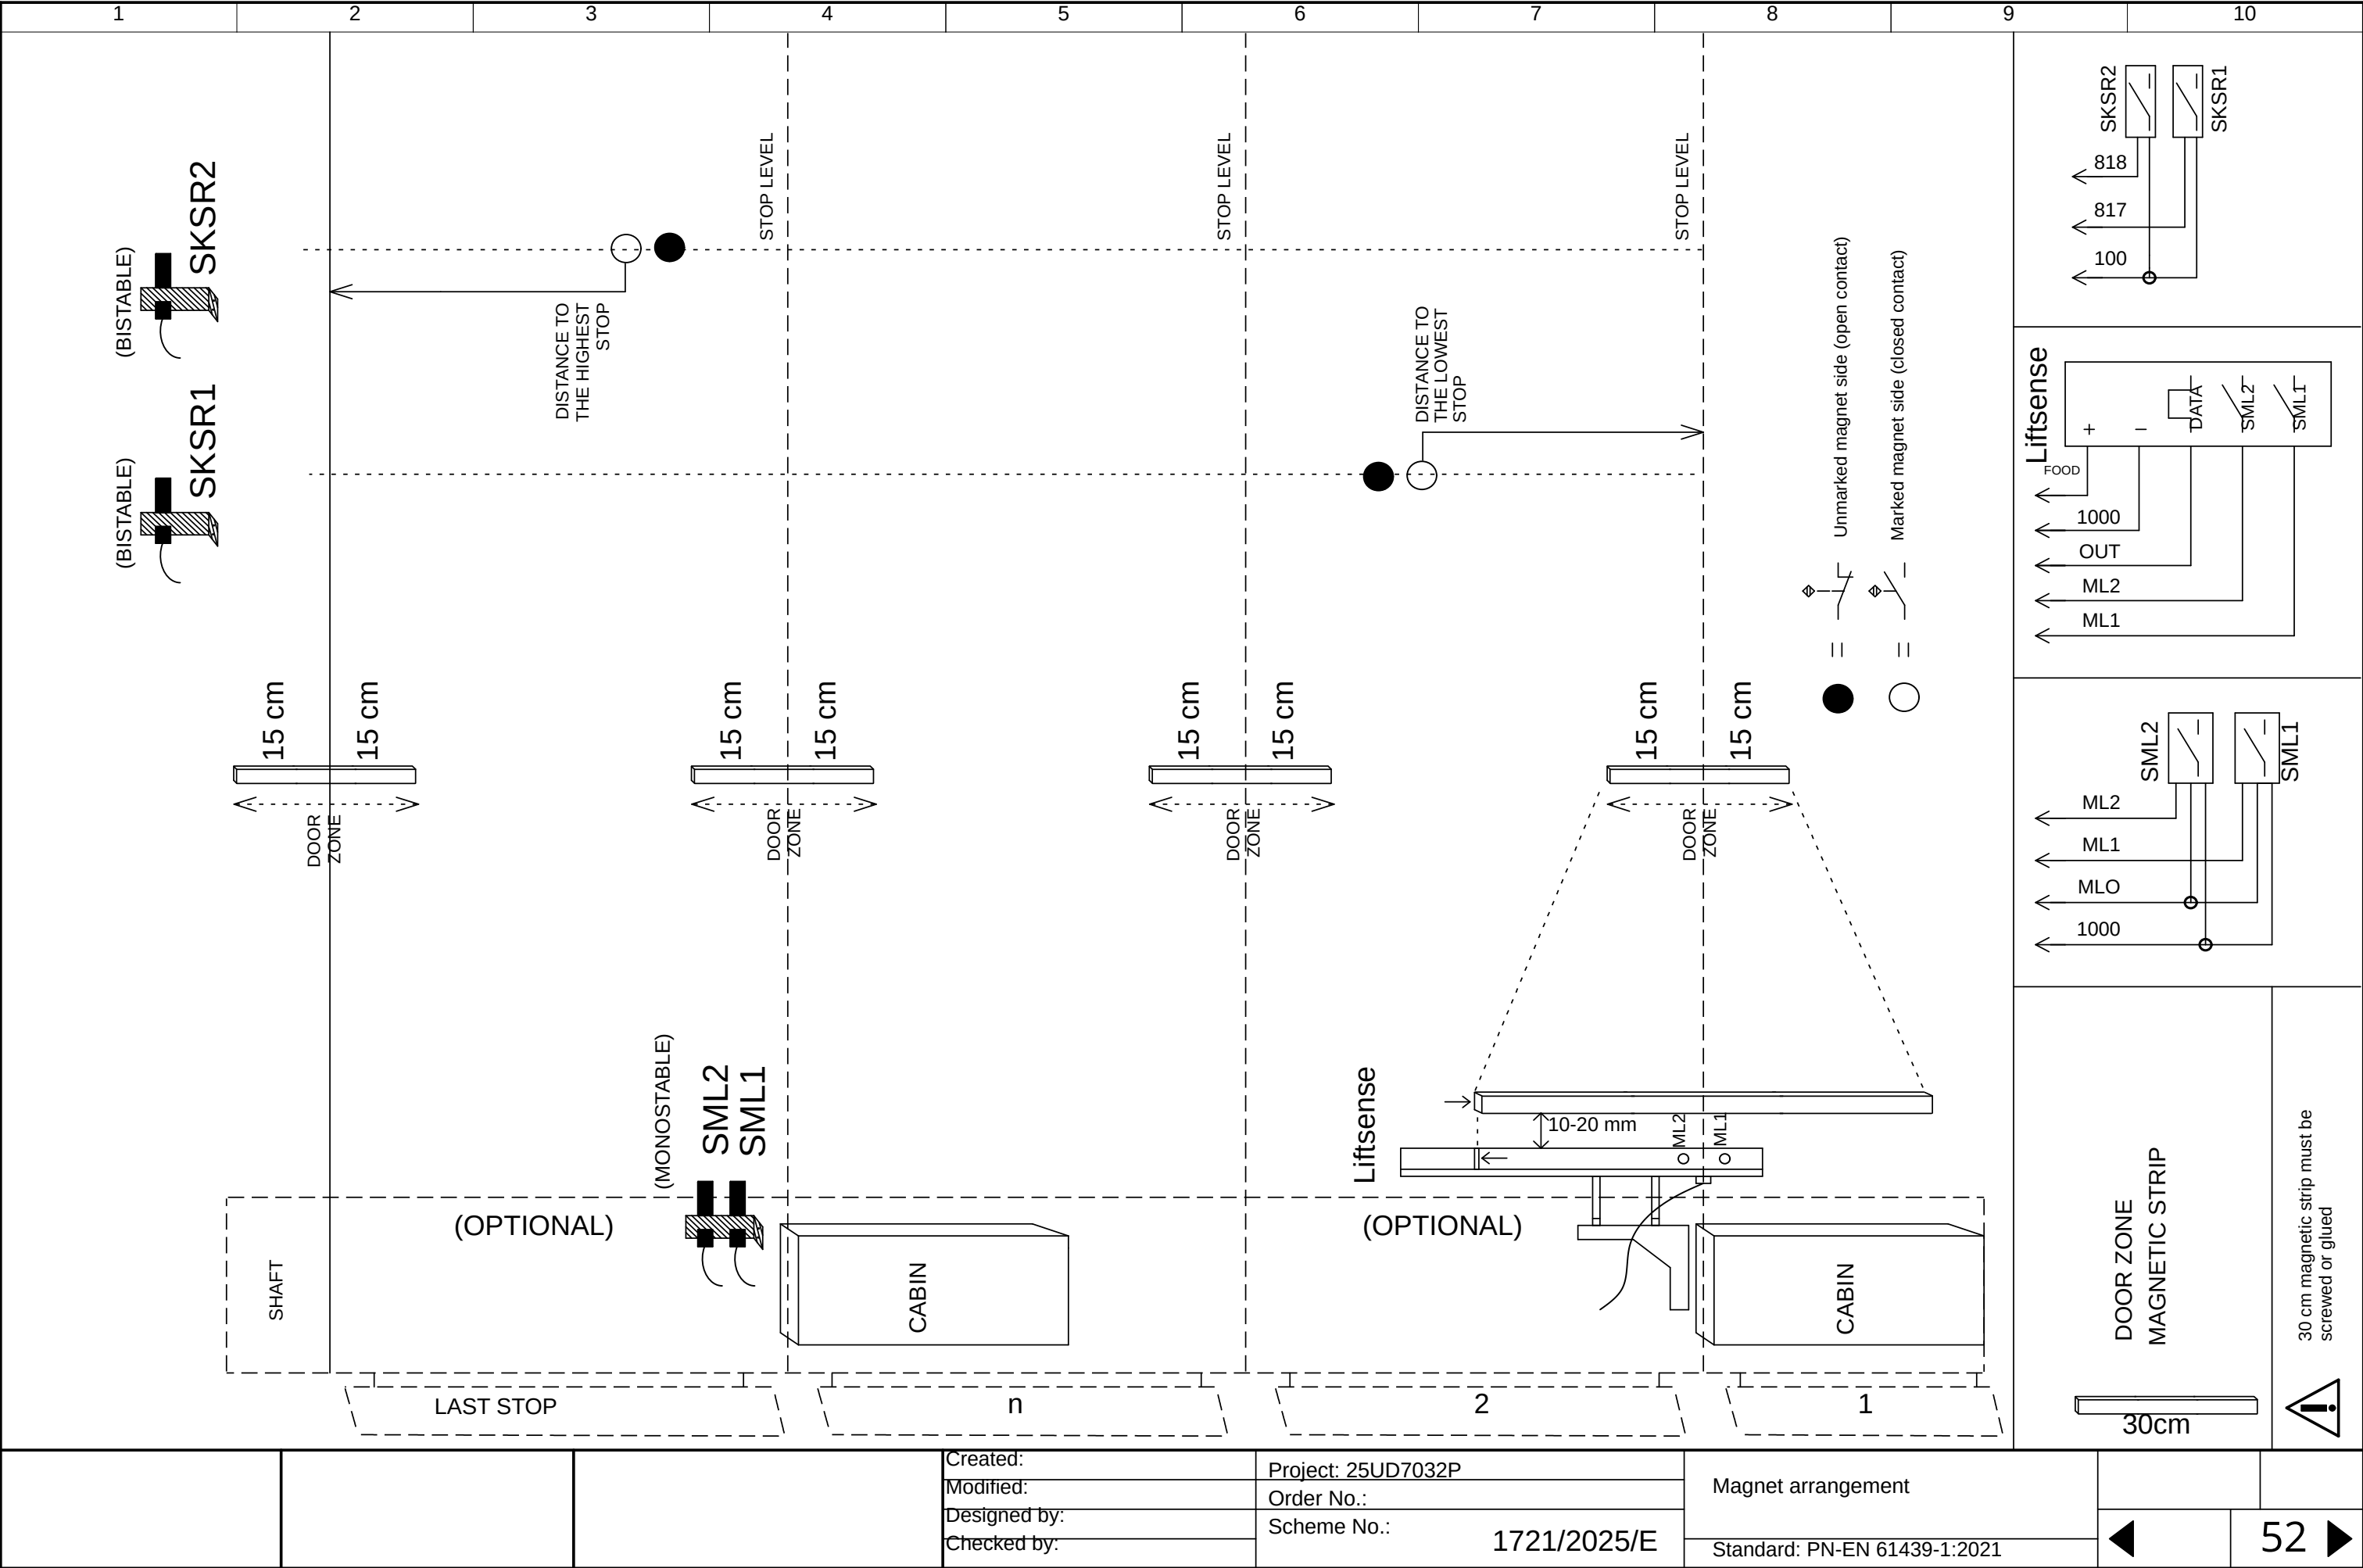 1 2 3 4 5 6 7 8 9 10
(BISTABLE)
SKSR2
(BISTABLE)
SKSR1
DISTANCE TO
THE HIGHEST
STOP
STOP LEVEL
STOP LEVEL
STOP LEVEL
DISTANCE TO
THE LOWEST
STOP
Unmarked magnet side (open contact)
Marked magnet side (closed contact)
=
=
15 cm
15 cm
15 cm
15 cm
15 cm
15 cm
15 cm
15 cm
DOOR
ZONE
DOOR
ZONE
DOOR
ZONE
DOOR
ZONE
(MONOSTABLE)
SML2
SML1
Liftsense
10-20 mm
ML2
ML1
(OPTIONAL)
(OPTIONAL)
SHAFT
CABIN
CABIN
LAST STOP
n
2
1
SKSR2
SKSR1
818
817
100
Liftsense
+
–
DATA
SML2
SML1
FOOD
1000
OUT
ML2
ML1
SML2
SML1
ML2
ML1
MLO
1000
DOOR ZONE
MAGNETIC STRIP
30cm
30 cm magnetic strip must be
screwed or glued
!
Created:
Modified:
Designed by:
Checked by:
Project: 25UD7032P
Order No.:
Scheme No.:
1721/2025/E
Magnet arrangement
Standard: PN-EN 61439-1:2021
52